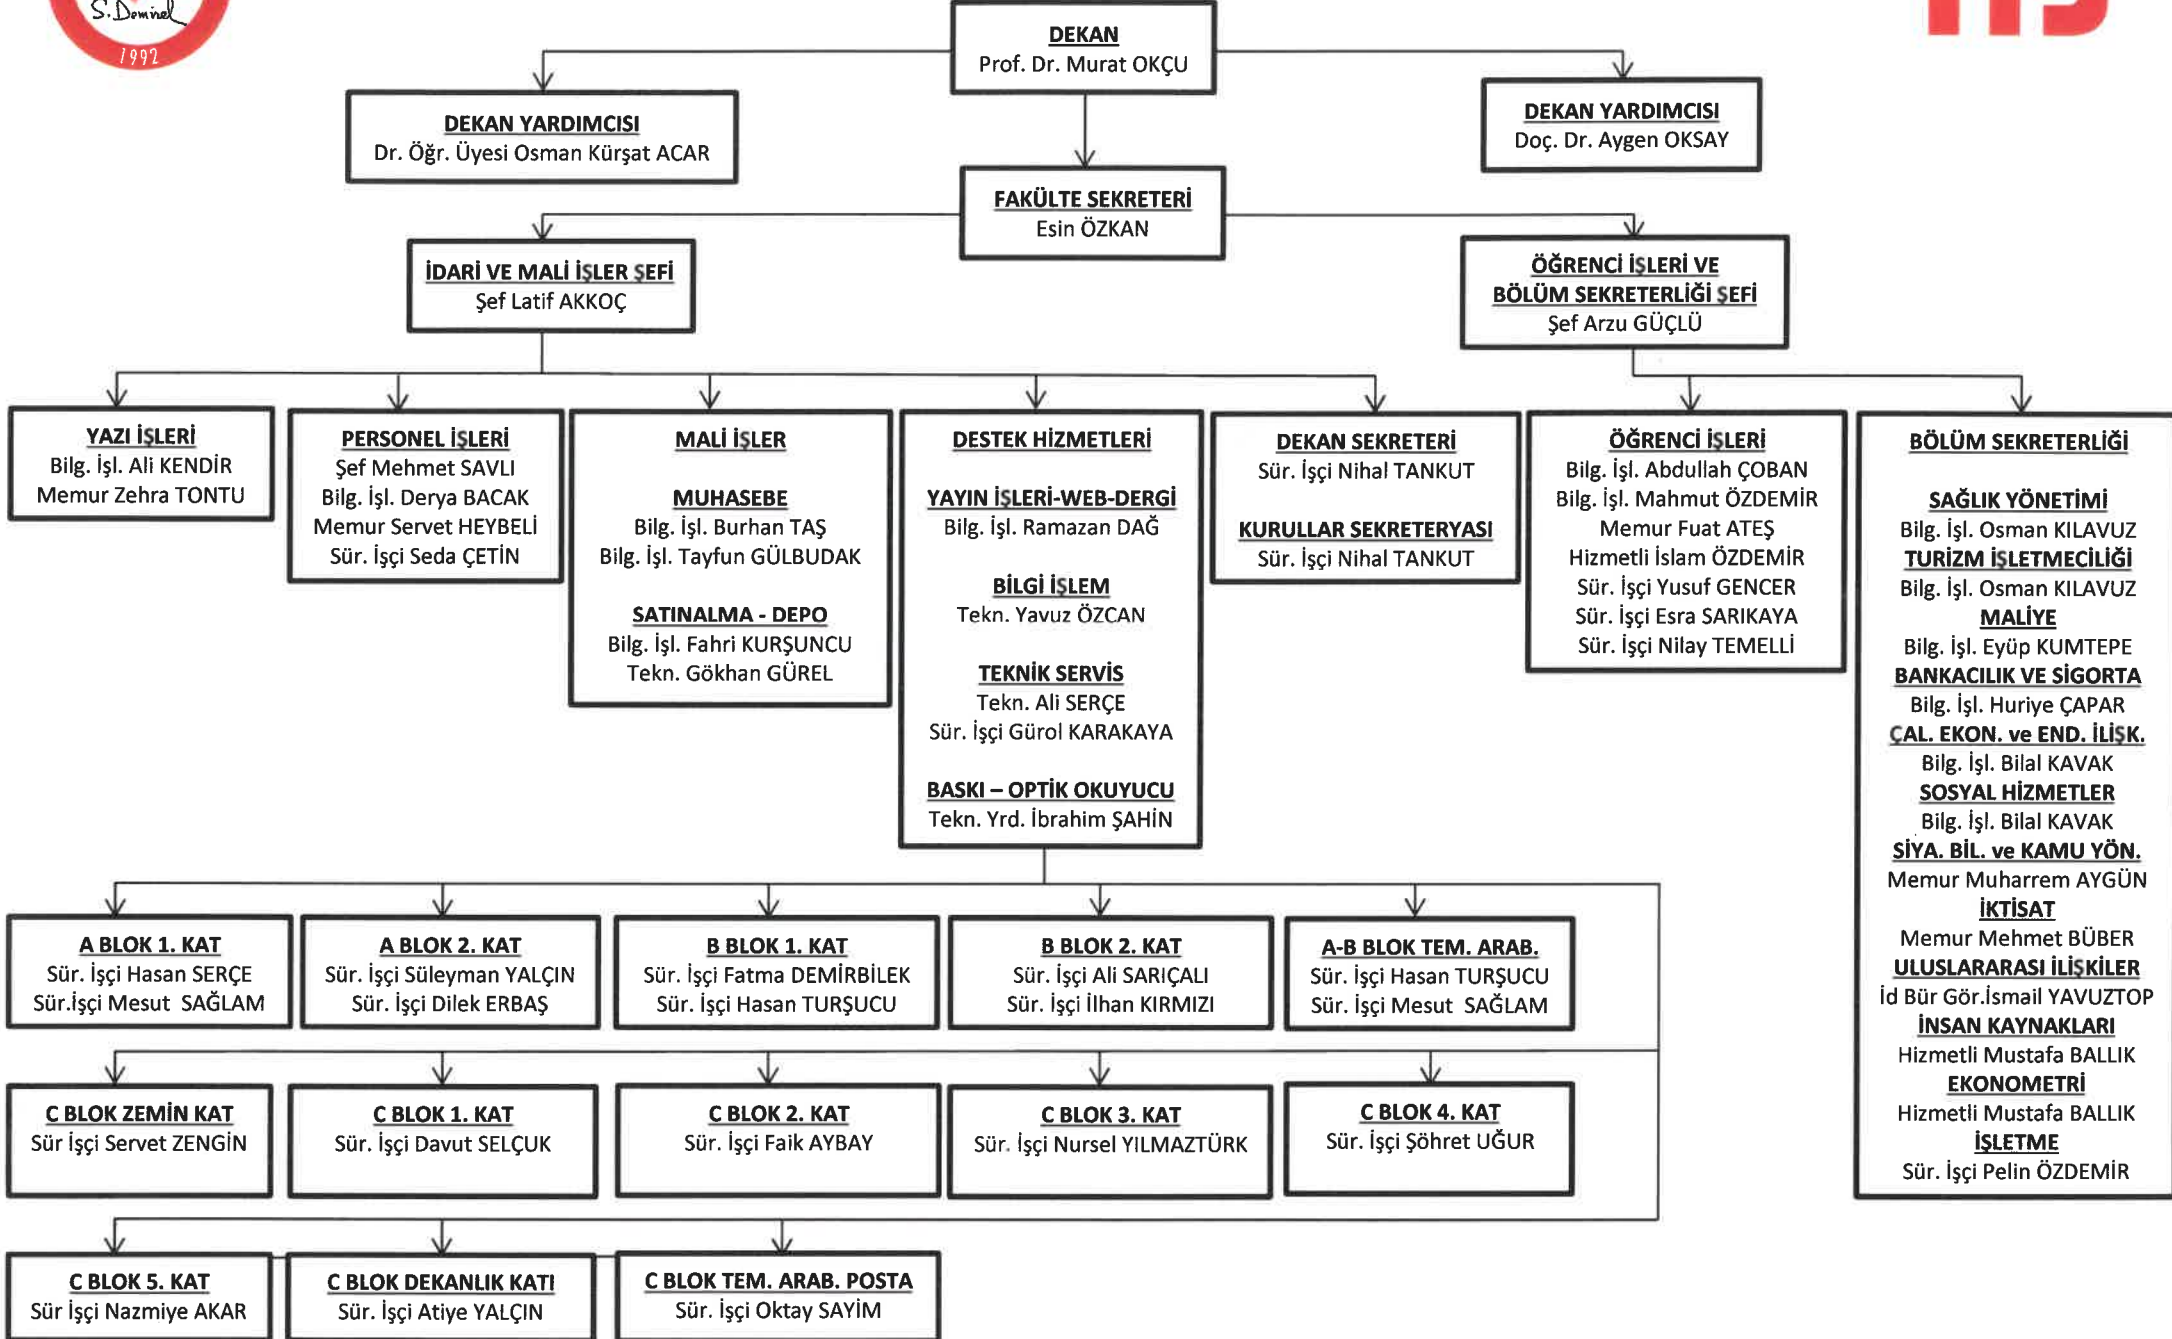 S. Demirel
1992
DEKAN
Prof. Dr. Murat OKÇU
DEKAN YARDIMCISI
Dr. Öğr. Üyesi Osman Kürşat ACAR
DEKAN YARDIMCISI
Doç. Dr. Aygen OKSAY
FAKÜLTE SEKRETERİ
Esin ÖZKAN
İDARİ VE MALİ İŞLER ŞEFİ
Şef Latif AKKOÇ
ÖĞRENCİ İŞLERİ VE
BÖLÜM SEKRETERLİĞİ ŞEFİ
Şef Arzu GÜÇLÜ
YAZI İŞLERİ
Bilg. İşl. Ali KENDİR
Memur Zehra TONTU
PERSONEL İŞLERİ
Şef Mehmet SAVLI
Bilg. İşl. Derya BACAK
Memur Servet HEYBELİ
Sür. İşçi Seda ÇETİN
MALİ İŞLER
MUHASEBE
Bilg. İşl. Burhan TAŞ
Bilg. İşl. Tayfun GÜLBUDAK
SATINALMA - DEPO
Bilg. İşl. Fahri KURŞUNCU
Tekn. Gökhan GÜREL
DESTEK HİZMETLERİ
YAYIN İŞLERİ-WEB-DERGİ
Bilg. İşl. Ramazan DAĞ
BİLGİ İŞLEM
Tekn. Yavuz ÖZCAN
TEKNİK SERVİS
Tekn. Ali SERÇE
Sür. İşçi Gürol KARAKAYA
BASKI – OPTİK OKUYUCU
Tekn. Yrd. İbrahim ŞAHİN
DEKAN SEKRETERİ
Sür. İşçi Nihal TANKUT
KURULLAR SEKRETERYASI
Sür. İşçi Nihal TANKUT
ÖĞRENCİ İŞLERİ
Bilg. İşl. Abdullah ÇOBAN
Bilg. İşl. Mahmut ÖZDEMİR
Memur Fuat ATEŞ
Hizmetli İslam ÖZDEMİR
Sür. İşçi Yusuf GENCER
Sür. İşçi Esra SARIKAYA
Sür. İşçi Nilay TEMELLİ
BÖLÜM SEKRETERLİĞİ
SAĞLIK YÖNETİMİ
Bilg. İşl. Osman KILAVUZ
TURİZM İŞLETMECİLİĞİ
Bilg. İşl. Osman KILAVUZ
MALİYE
Bilg. İşl. Eyüp KUMTEPE
BANKACILIK VE SİGORTA
Bilg. İşl. Huriye ÇAPAR
ÇAL. EKON. ve END. İLİŞK.
Bilg. İşl. Bilal KAVAK
SOSYAL HİZMETLER
Bilg. İşl. Bilal KAVAK
SİYA. BİL. ve KAMU YÖN.
Memur Muharrem AYGÜN
İKTİSAT
Memur Mehmet BÜBER
ULUSLARARASI İLİŞKİLER
İd Bür Gör.İsmail YAVUZTOP
İNSAN KAYNAKLARI
Hizmetli Mustafa BALLIK
EKONOMETRİ
Hizmetli Mustafa BALLIK
İŞLETME
Sür. İşçi Pelin ÖZDEMİR
A BLOK 1. KAT
Sür. İşçi Hasan SERÇE
Sür.İşçi Mesut SAĞLAM
A BLOK 2. KAT
Sür. İşçi Süleyman YALÇIN
Sür. İşçi Dilek ERBAŞ
B BLOK 1. KAT
Sür. İşçi Fatma DEMİRBİLEK
Sür. İşçi Hasan TURŞUCU
B BLOK 2. KAT
Sür. İşçi Ali SARIÇALI
Sür. İşçi İlhan KIRMIZI
A-B BLOK TEM. ARAB.
Sür. İşçi Hasan TURŞUCU
Sür. İşçi Mesut SAĞLAM
C BLOK ZEMİN KAT
Sür İşçi Servet ZENGİN
C BLOK 1. KAT
Sür. İşçi Davut SELÇUK
C BLOK 2. KAT
Sür. İşçi Faik AYBAY
C BLOK 3. KAT
Sür. İşçi Nursel YILMAZTÜRK
C BLOK 4. KAT
Sür. İşçi Şöhret UĞUR
C BLOK 5. KAT
Sür İşçi Nazmiye AKAR
C BLOK DEKANLIK KATI
Sür. İşçi Atiye YALÇIN
C BLOK TEM. ARAB. POSTA
Sür. İşçi Oktay SAYİM